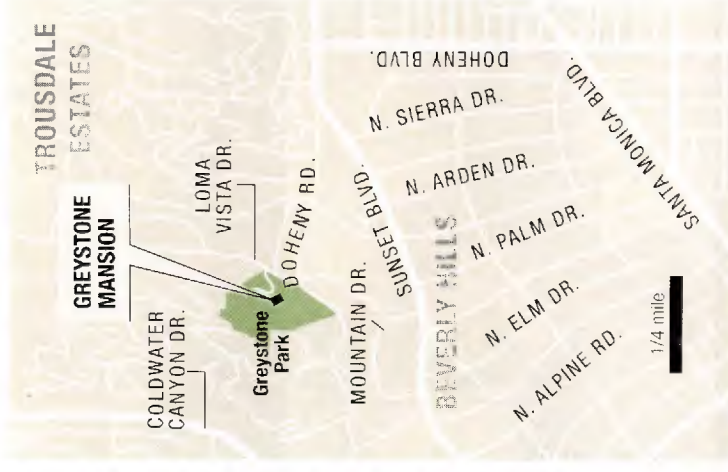 TROUSDALE
ESTATES
GREYSTONE
MANSION
LOMA
VISTA DR.
COLDWATER
CANYON DR.
DOHENY RD.
Greystone
Park
MOUNTAIN DR.
SUNSET BLVD.
DOHENY BLVD.
BEVERLY HILLS
N. SIERRA DR.
N. ARDEN DR.
N. PALM DR.
N. ELM DR.
N. ALPINE RD.
SANTA MONICA BLVD.
1/4 mile